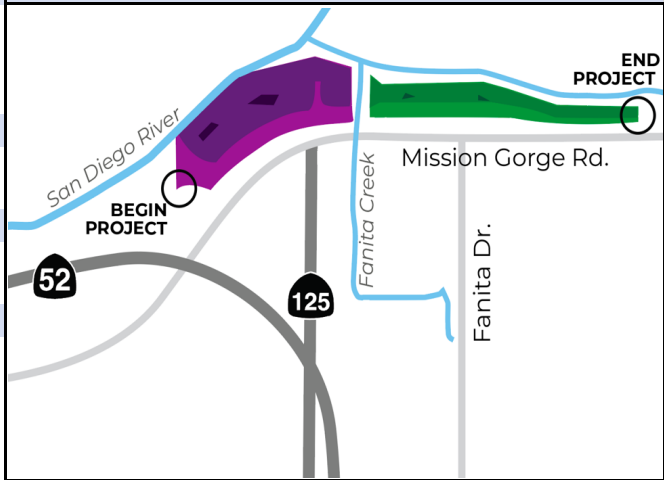 END
PROJECT
San Diego River
Mission Gorge Rd.
Fanita Creek
BEGIN
PROJECT
Fanita Dr.
52
125